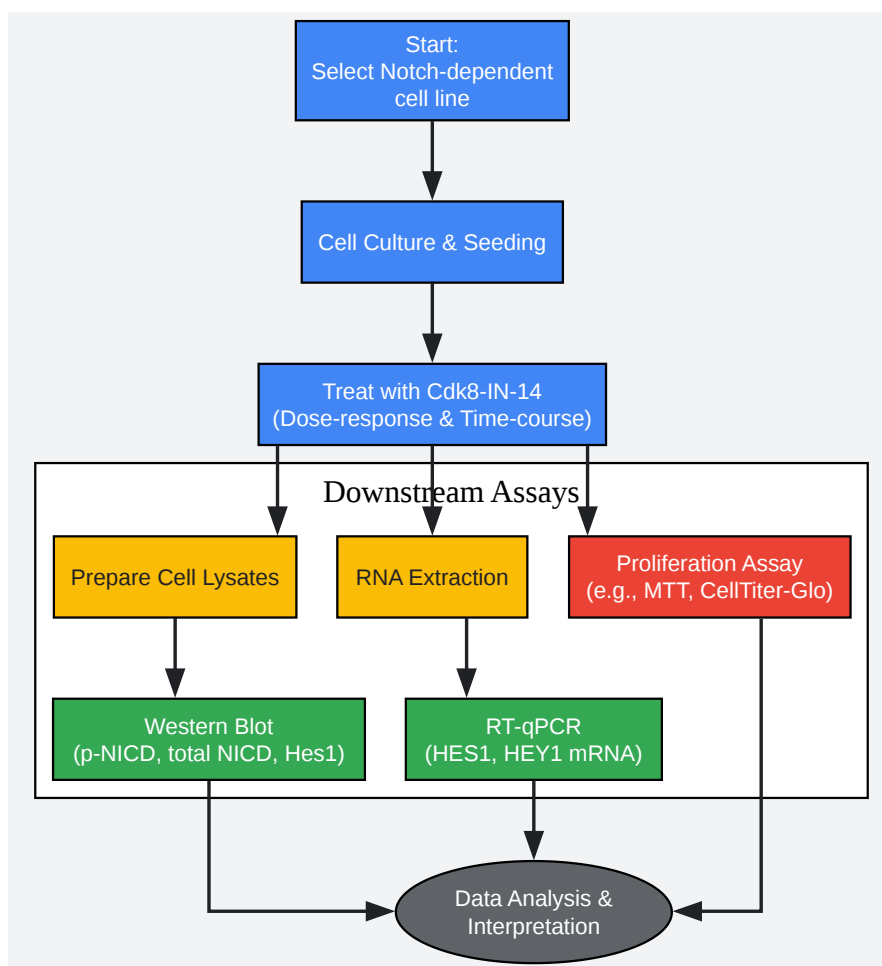 Start:
Select Notch-dependent
cell line
Cell Culture & Seeding
Treat with Cdk8-IN-14
(Dose-response & Time-course)
Downstream Assays
Prepare Cell Lysates
RNA Extraction
Proliferation Assay
(e.g., MTT, CellTiter-Glo)
Western Blot
(p-NICD, total NICD, Hes1)
RT-qPCR
(HES1, HEY1 mRNA)
Data Analysis &
Interpretation